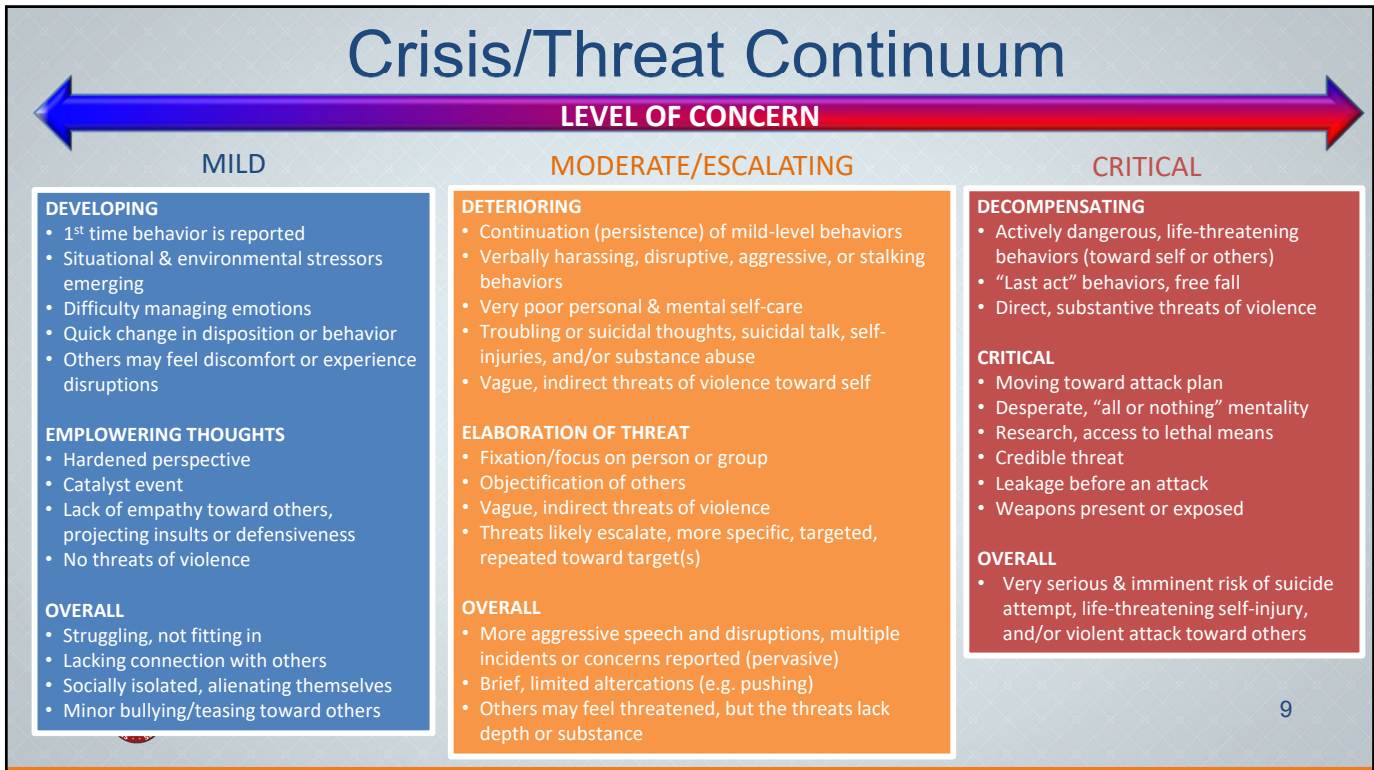 Crisis/Threat Continuum
LEVEL OF CONCERN
MILD
DEVELOPING
• 1st time behavior is reported
• Situational & environmental stressors
emerging
• Difficulty managing emotions
• Quick change in disposition or behavior
• Others may feel discomfort or experience
disruptions
EMPLOWERING THOUGHTS
• Hardened perspective
• Catalyst event
• Lack of empathy toward others,
projecting insults or defensiveness
• No threats of violence
OVERALL
• Struggling, not fitting in
• Lacking connection with others
• Socially isolated, alienating themselves
• Minor bullying/teasing toward others
MODERATE/ESCALATING
DETERIORING
• Continuation (persistence) of mild-level behaviors
• Verbally harassing, disruptive, aggressive, or stalking
behaviors
• Very poor personal & mental self-care
• Troubling or suicidal thoughts, suicidal talk, self-
injuries, and/or substance abuse
• Vague, indirect threats of violence toward self
ELABORATION OF THREAT
• Fixation/focus on person or group
• Objectification of others
• Vague, indirect threats of violence
• Threats likely escalate, more specific, targeted,
repeated toward target(s)
OVERALL
• More aggressive speech and disruptions, multiple
incidents or concerns reported (pervasive)
• Brief, limited altercations (e.g. pushing)
• Others may feel threatened, but the threats lack
depth or substance
CRITICAL
DECOMPENSATING
• Actively dangerous, life-threatening
behaviors (toward self or others)
• “Last act” behaviors, free fall
• Direct, substantive threats of violence
CRITICAL
• Moving toward attack plan
• Desperate, “all or nothing” mentality
• Research, access to lethal means
• Credible threat
• Leakage before an attack
• Weapons present or exposed
OVERALL
• Very serious & imminent risk of suicide
attempt, life-threatening self-injury,
and/or violent attack toward others
9